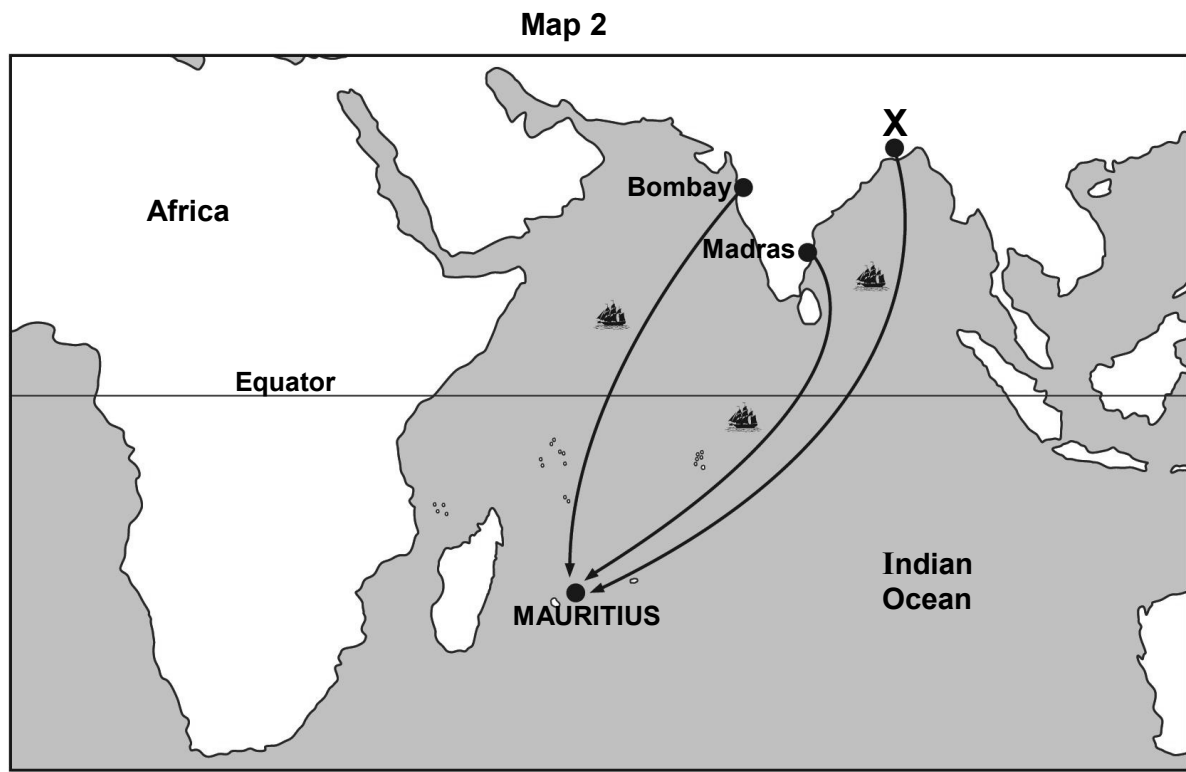 Map 2
X
Bombay
Africa
Madras
Equator
Indian
Ocean
MAURITIUS